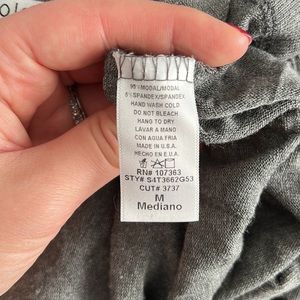 95%MODAL/MODAL
5%SPANDEX/SPANDEX
HAND WASH COLD
DO NOT BLEACH
HANG TO DRY
LAVAR A MANO
CON AGUA FRIA
MADE IN U.S.A.
HECHO EN E.U.A.
RN# 107363
STY# S4T3662G53
CUT# 3737
M
Mediano